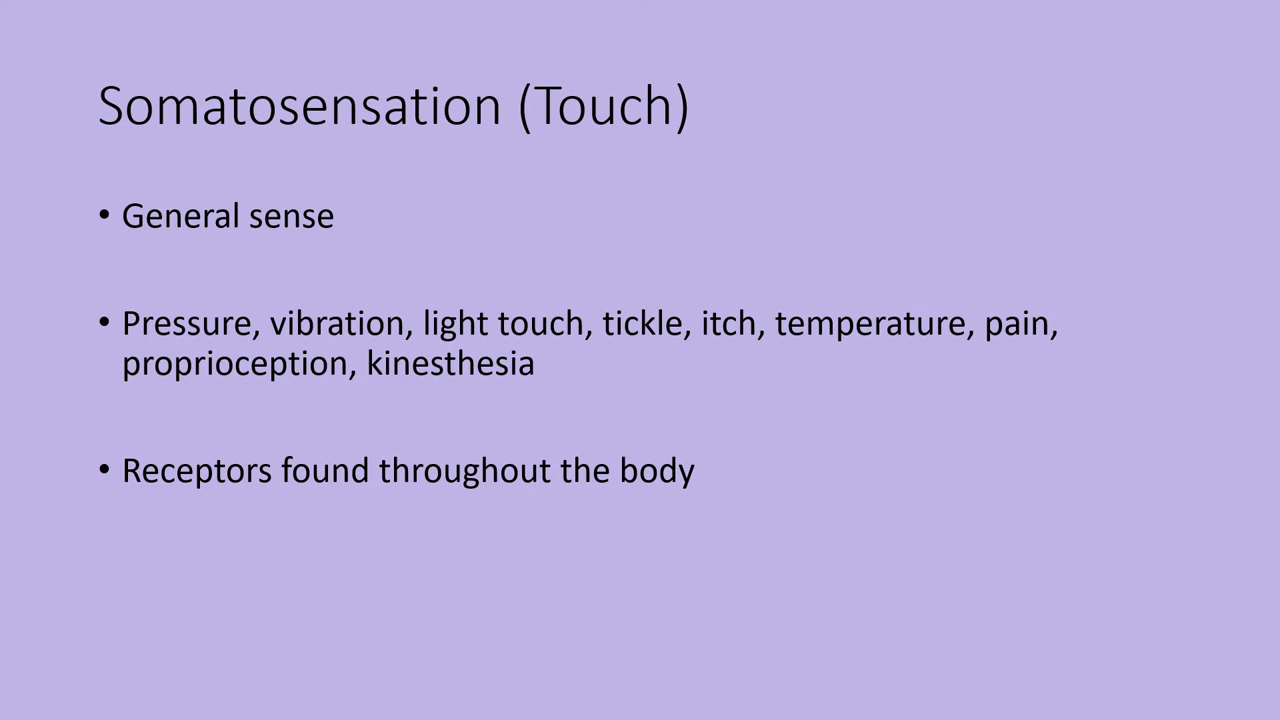 Somatosensation (Touch)
• General sense
• Pressure, vibration, light touch, tickle, itch, temperature, pain,
proprioception, kinesthesia
• Receptors found throughout the body